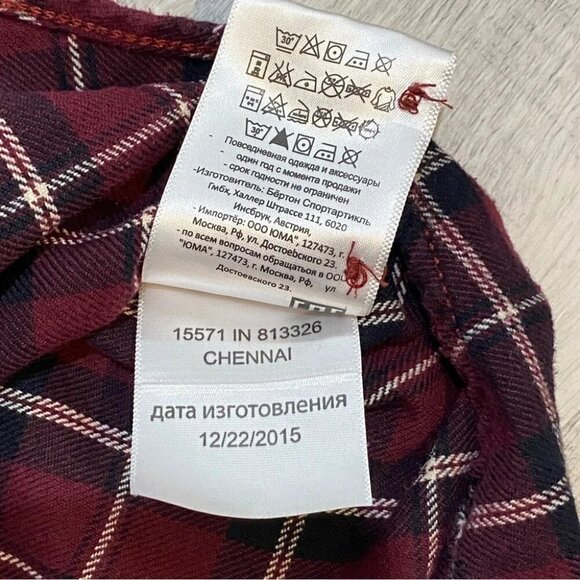 30°
30°
- Повседневная одежда и аксессуары
- один год с момента продажи
- срок годности не ограничен
-Изготовитель: Бёртон Спортартикль
Гмбх, Халлер Штрассе 111, 6020
Инсбрук, Австрия,
- Импортёр: ООО ЮМА", 127473, г.
Москва, РФ, ул. Достоевского 23.
- по всем вопросам обращаться в ООО
"ЮМА", 127473, г. Москва, РФ, ул
Достоевского 23.
15571 IN 813326
CHENNAI
дата изготовления
12/22/2015